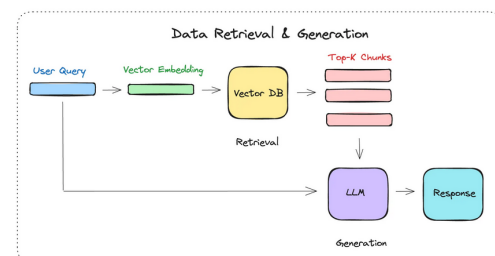 Data Retrieval & Generation
User Query
Vector Embedding
Vector DB
Top-K Chunks
Retrieval
LLM
Response
Generation